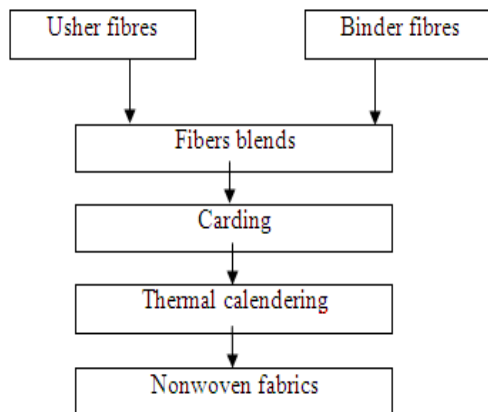 Usher fibres
Binder fibres
Fibers blends
Carding
Thermal calendering
Nonwoven fabrics